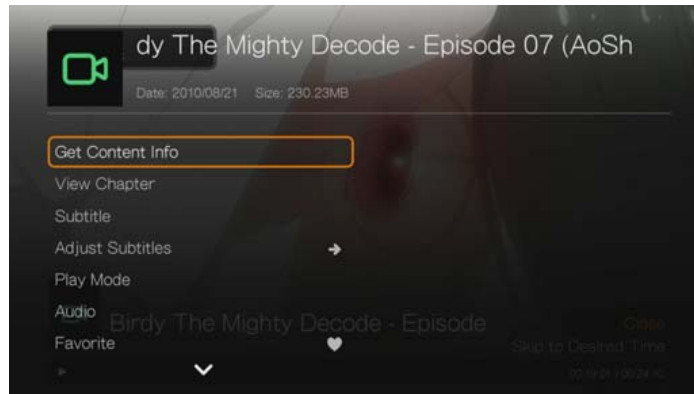 dy The Mighty Decode - Episode 07 (AoSh
Date: 2010/08/21 Size: 230.23MB
Get Content Info
View Chapter
Subtitle
Adjust Subtitles
Play Mode
Audio
Birdy The Mighty Decode - Episode
Close
Favorite
Skip to Desired Time